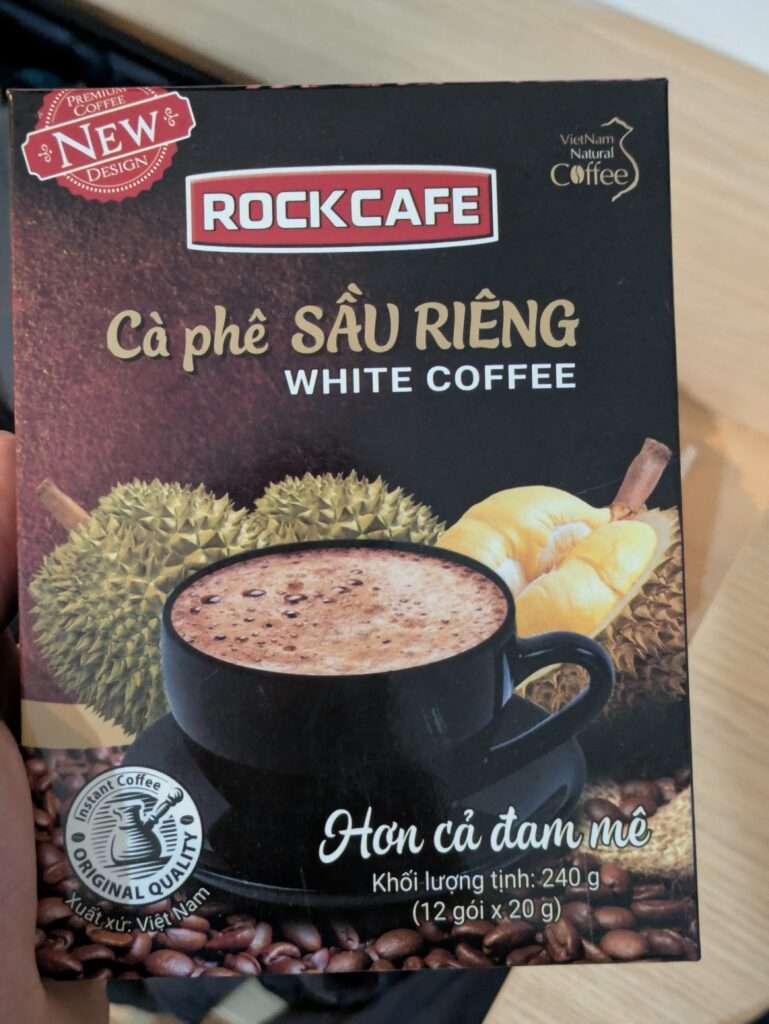 PREMIUM
COFFEE
NEW
DESIGN
VietNam
Natural
Coffee
ROCKCAFE
Cà phê SẦU RIÊNG
WHITE COFFEE
Instant Coffee
ORIGINAL QUALITY
Xuất xứ: Việt Nam
Hơn cả đam mê
Khối lượng tịnh: 240 g
(12 gói x 20 g)